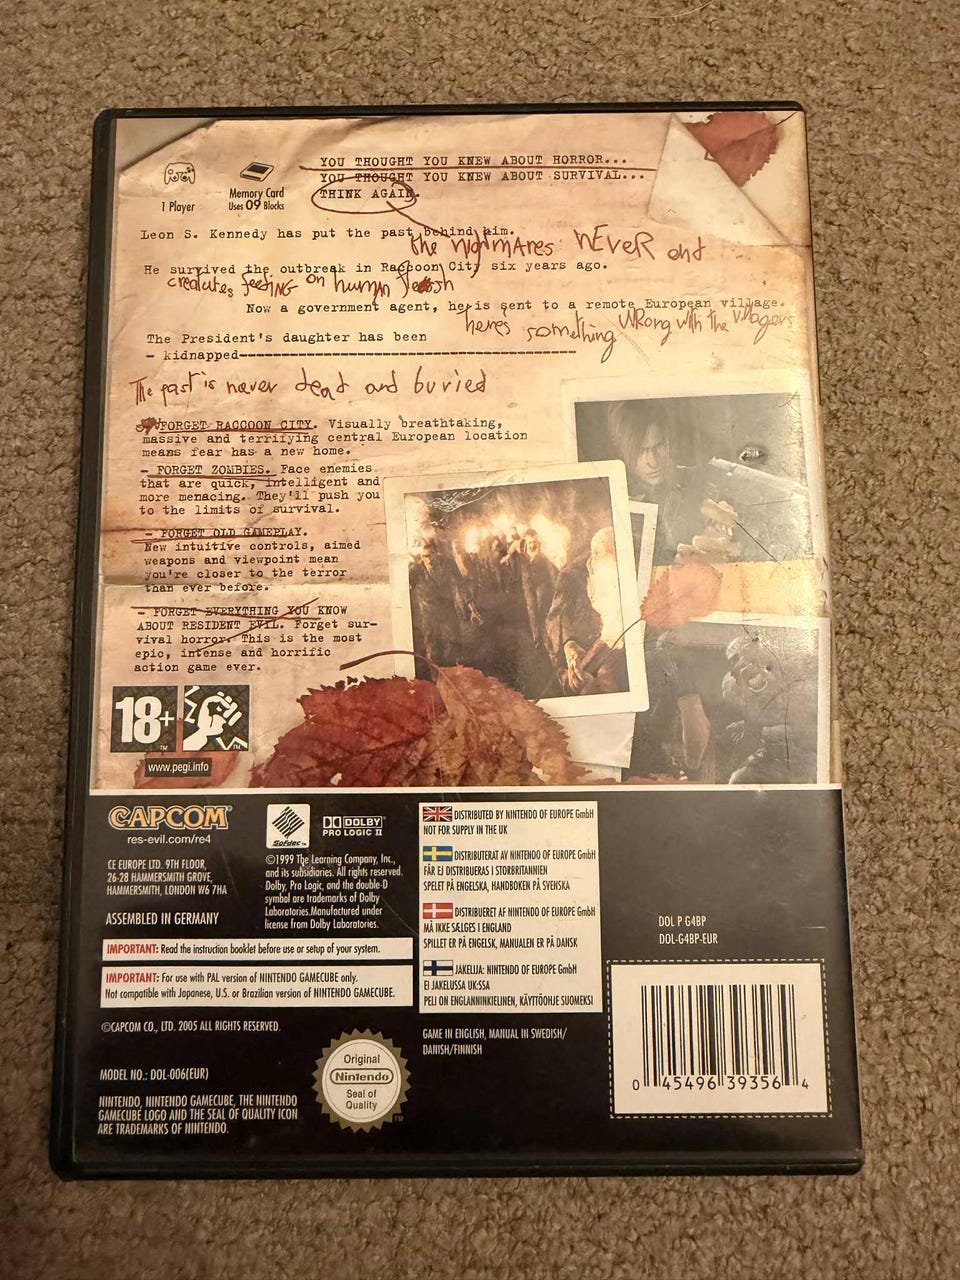 YOU THOUGHT YOU KNEW ABOUT HORROR...
YOU THOUGHT YOU KNEW ABOUT SURVIVAL...
THINK AGAIN.
1 Player
Memory Card
Uses 09 Blocks
Leon S. Kennedy has put the past behind him.
the nightmares NEVER end
He survived the outbreak in Raccoon City six years ago.
creatures feeding on human flesh
Now a government agent, he is sent to a remote European village.
heres something wrong with the villagers
The President's daughter has been
- kidnapped-
The past is never dead and buried
FORGET RACCOON CITY. Visually breathtaking,
massive and terrifying central European location
means fear has a new home.
- FORGET ZOMBIES. Face enemies
that are quick, intelligent and
more menacing. They'll push you
to the limits of survival.
- FORGET OLD GAMEPLAY.
New intuitive controls, aimed
weapons and viewpoint mean
you're closer to the terror
than ever before.
- FORGET EVERYTHING YOU KNOW
ABOUT RESIDENT EVIL. Forget sur-
vival horror. This is the most
epic, intense and horrific
action game ever.
18+
www.pegi.info
CAPCOM
res-evil.com/re4
CE EUROPE LTD. 9TH FLOOR,
26-28 HAMMERSMITH GROVE,
HAMMERSMITH, LONDON W6 7HA
ASSEMBLED IN GERMANY
Sofdec
DOLBY
PRO LOGIC II
©1999 The Learning Company, Inc.,
and its subsidiaries. All rights reserved.
Dolby, Pro Logic, and the double-D
symbol are trademarks of Dolby
Laboratories.Manufactured under
license from Dolby Laboratories.
IMPORTANT: Read the instruction booklet before use or setup of your system.
IMPORTANT: For use with PAL version of NINTENDO GAMECUBE only.
Not compatible with Japanese, U.S. or Brazilian version of NINTENDO GAMECUBE.
©CAPCOM CO., LTD. 2005 ALL RIGHTS RESERVED.
MODEL NO.: DOL-006(EUR)
NINTENDO, NINTENDO GAMECUBE, THE NINTENDO
GAMECUBE LOGO AND THE SEAL OF QUALITY ICON
ARE TRADEMARKS OF NINTENDO.
Original
Nintendo
Seal of
Quality
TM
DISTRIBUTED BY NINTENDO OF EUROPE GmbH
NOT FOR SUPPLY IN THE UK
DISTRIBUTERAT AV NINTENDO OF EUROPE GmbH
FÅR EJ DISTRIBUERAS I STORBRITANNIEN
SPELET PÅ ENGELSKA, HANDBOKEN PÅ SVENSKA
DISTRIBUERET AF NINTENDO OF EUROPE GmbH
MÅ IKKE SÆLGES I ENGLAND
SPILLET ER PÅ ENGELSK, MANUALEN ER PÅ DANSK
JAKELIJA: NINTENDO OF EUROPE GmbH
EI JAKELUSSA UK:SSA
PELI ON ENGLANNINKIELINEN, KÄYTTÖOHJE SUOMEKSI
GAME IN ENGLISH, MANUAL IN SWEDISH/
DANISH/FINNISH
DOL P G4BP
DOL-G4BP-EUR
0 45496 39356 4